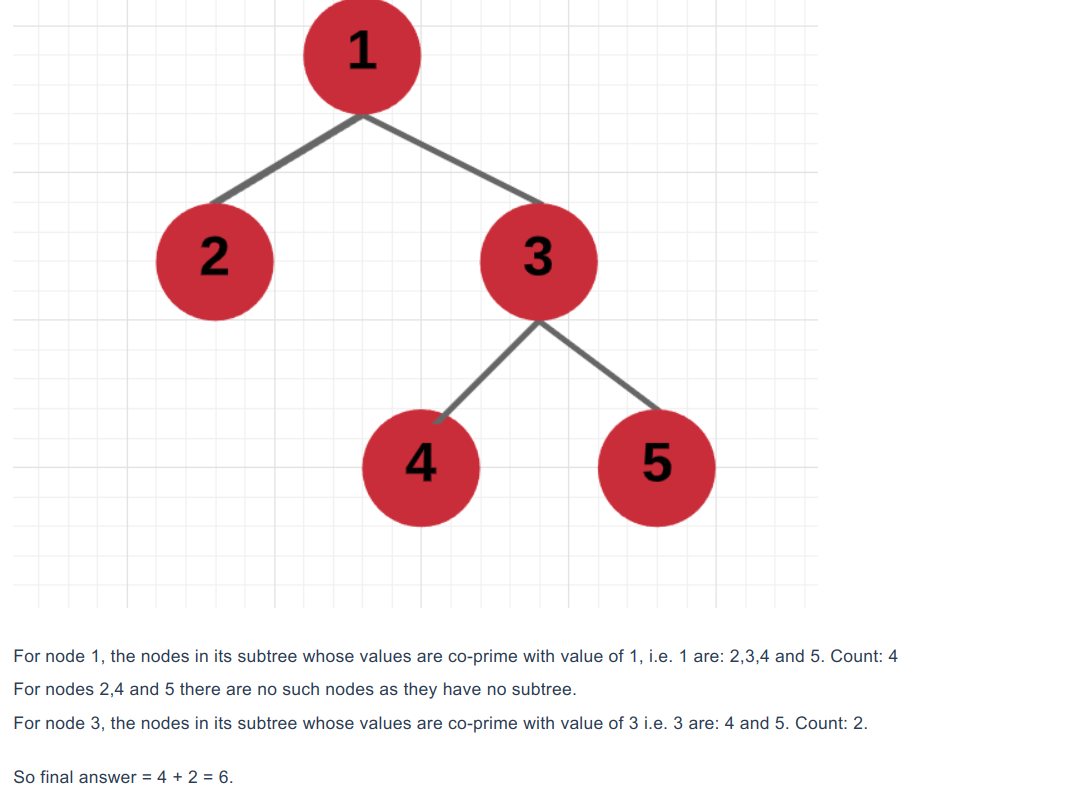 1
2
3
4
5
For node 1, the nodes in its subtree whose values are co-prime with value of 1, i.e. 1 are: 2,3,4 and 5. Count: 4
For nodes 2,4 and 5 there are no such nodes as they have no subtree.
For node 3, the nodes in its subtree whose values are co-prime with value of 3 i.e. 3 are: 4 and 5. Count: 2.
So final answer = 4 + 2 = 6.